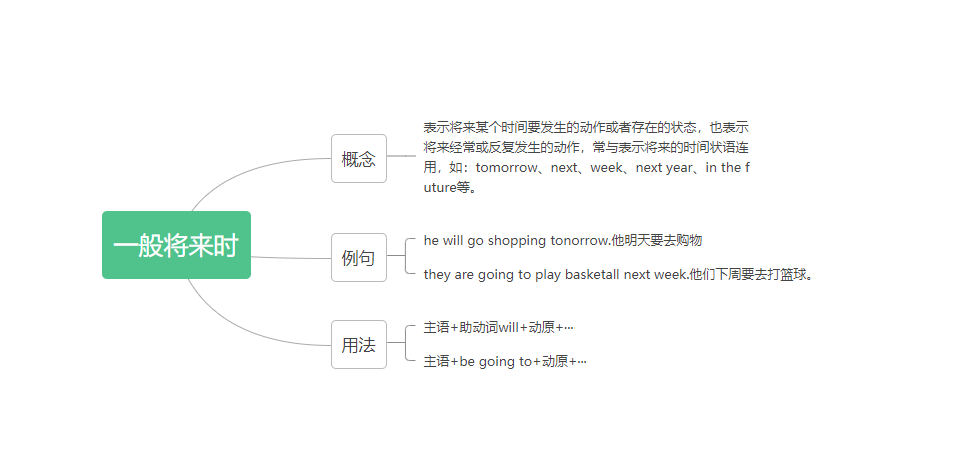 一般将来时
概念
表示将来某个时间要发生的动作或者存在的状态，也表示
将来经常或反复发生的动作，常与表示将来的时间状语连
用，如：tomorrow、next、week、next year、in the f
uture等。
例句
he will go shopping tonorrow.他明天要去购物
they are going to play basketall next week.他们下周要去打篮球。
用法
主语+助动词will+动原+···
主语+be going to+动原+···